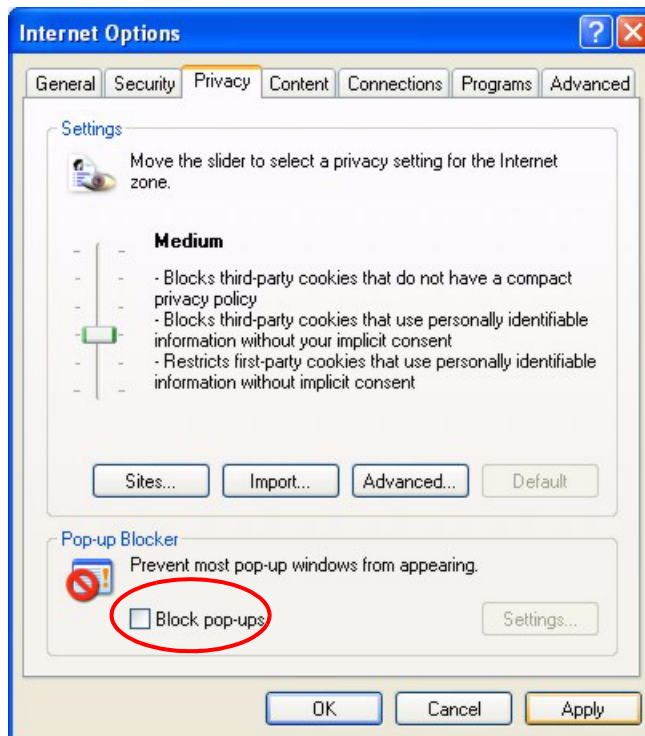 Internet Options
General Security Privacy Content Connections Programs Advanced
Settings
Move the slider to select a privacy setting for the Internet
zone.
Medium
- Blocks third-party cookies that do not have a compact
privacy policy
- Blocks third-party cookies that use personally identifiable
information without your implicit consent
- Restricts first-party cookies that use personally identifiable
information without implicit consent
Sites... Import... Advanced... Default
Pop-up Blocker
Prevent most pop-up windows from appearing.
Block pop-ups Settings...
OK Cancel Apply